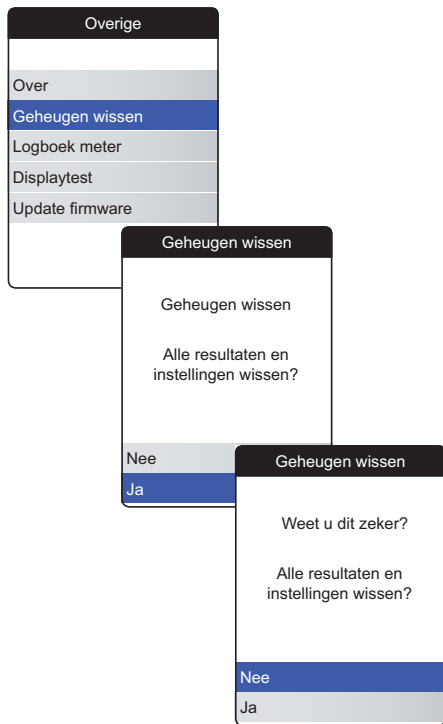 Overige
Over
Geheugen wissen
Logboek meter
Displaytest
Update firmware
Geheugen wissen
Geheugen wissen
Alle resultaten en
instellingen wissen?
Nee
Ja
Geheugen wissen
Weet u dit zeker?
Alle resultaten en
instellingen wissen?
Nee
Ja